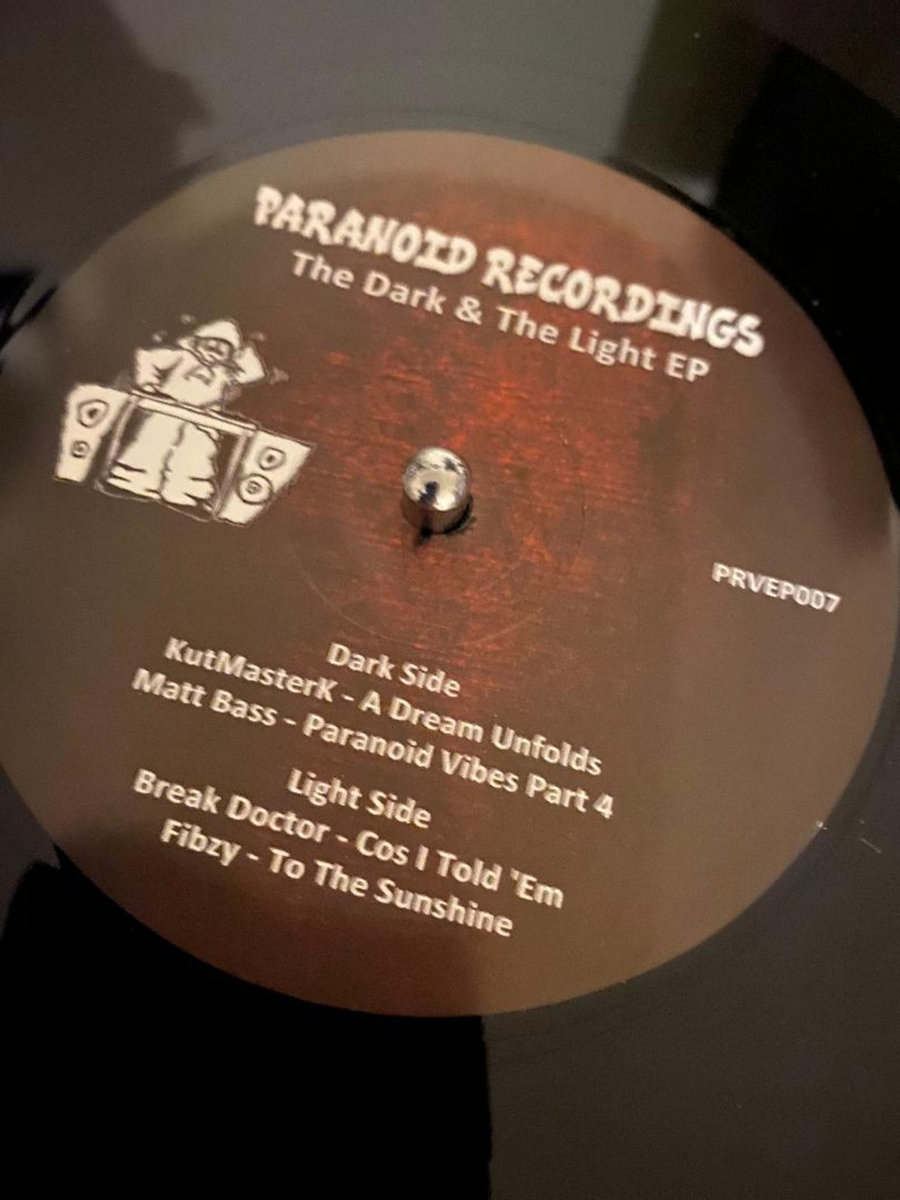 PARANOID RECORDINGS
The Dark & The Light EP
PRVEP007
Dark Side
KutMasterK - A Dream Unfolds
Matt Bass - Paranoid Vibes Part 4
Light Side
Break Doctor - Cos I Told 'Em
Fibzy - To The Sunshine